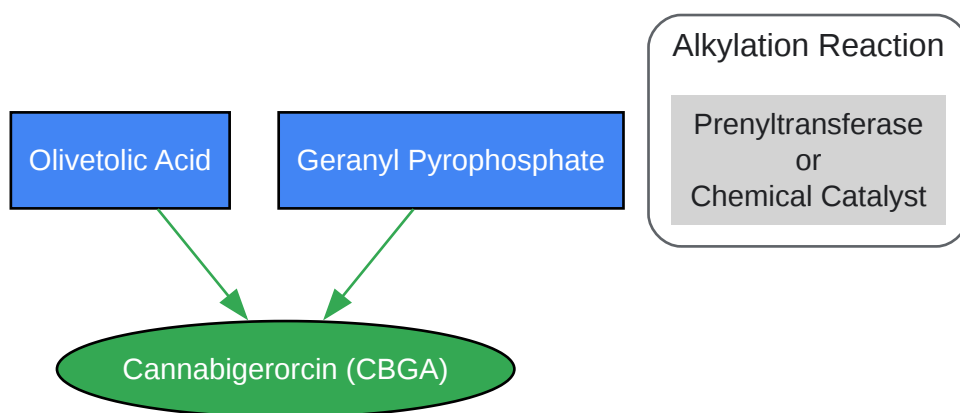 Alkylation Reaction
Olivetolic Acid
Geranyl Pyrophosphate
Prenyltransferase
or
Chemical Catalyst
Cannabigerorcin (CBGA)